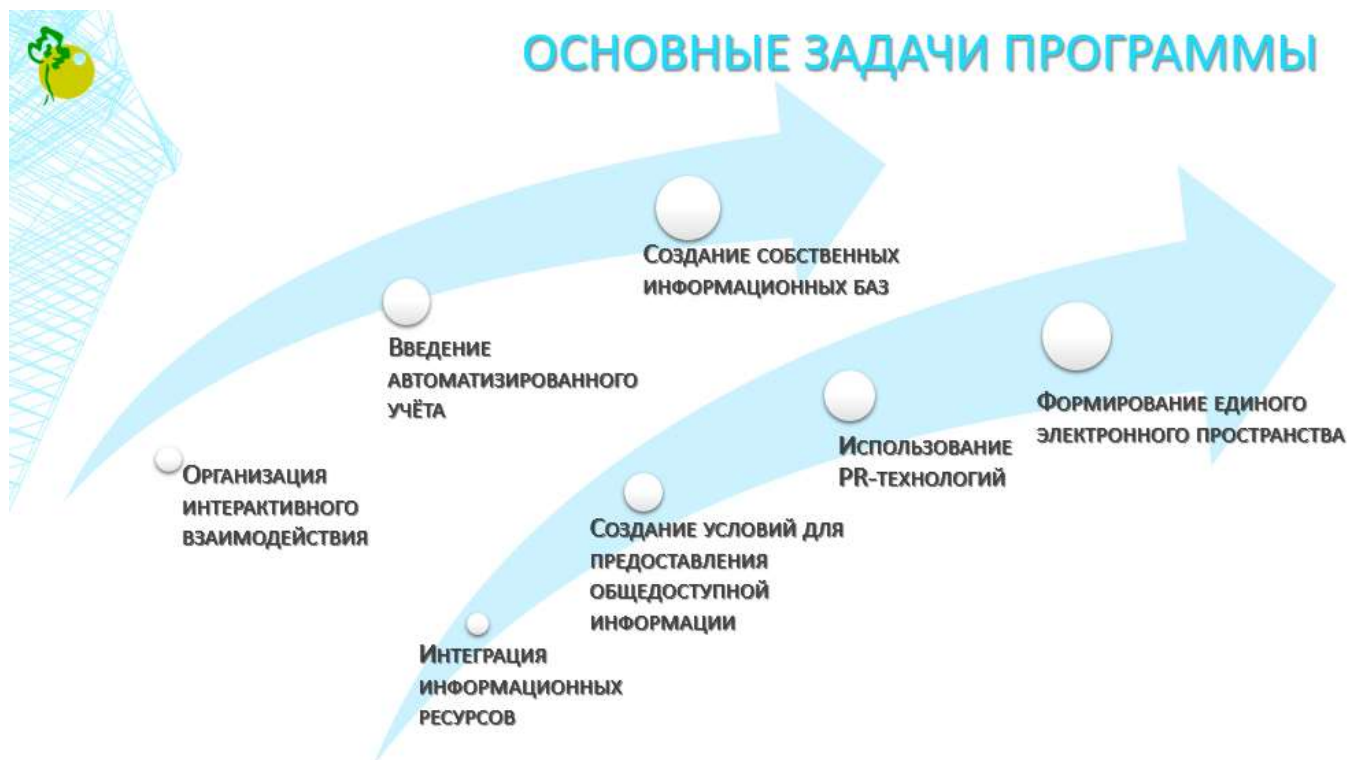 ОСНОВНЫЕ ЗАДАЧИ ПРОГРАММЫ
Организация
интерактивного
взаимодействия
Введение
автоматизированного
учёта
Создание собственных
информационных баз
Интеграция
информационных
ресурсов
Создание условий для
предоставления
общедоступной
информации
Использование
PR-технологий
Формирование единого
электронного пространства